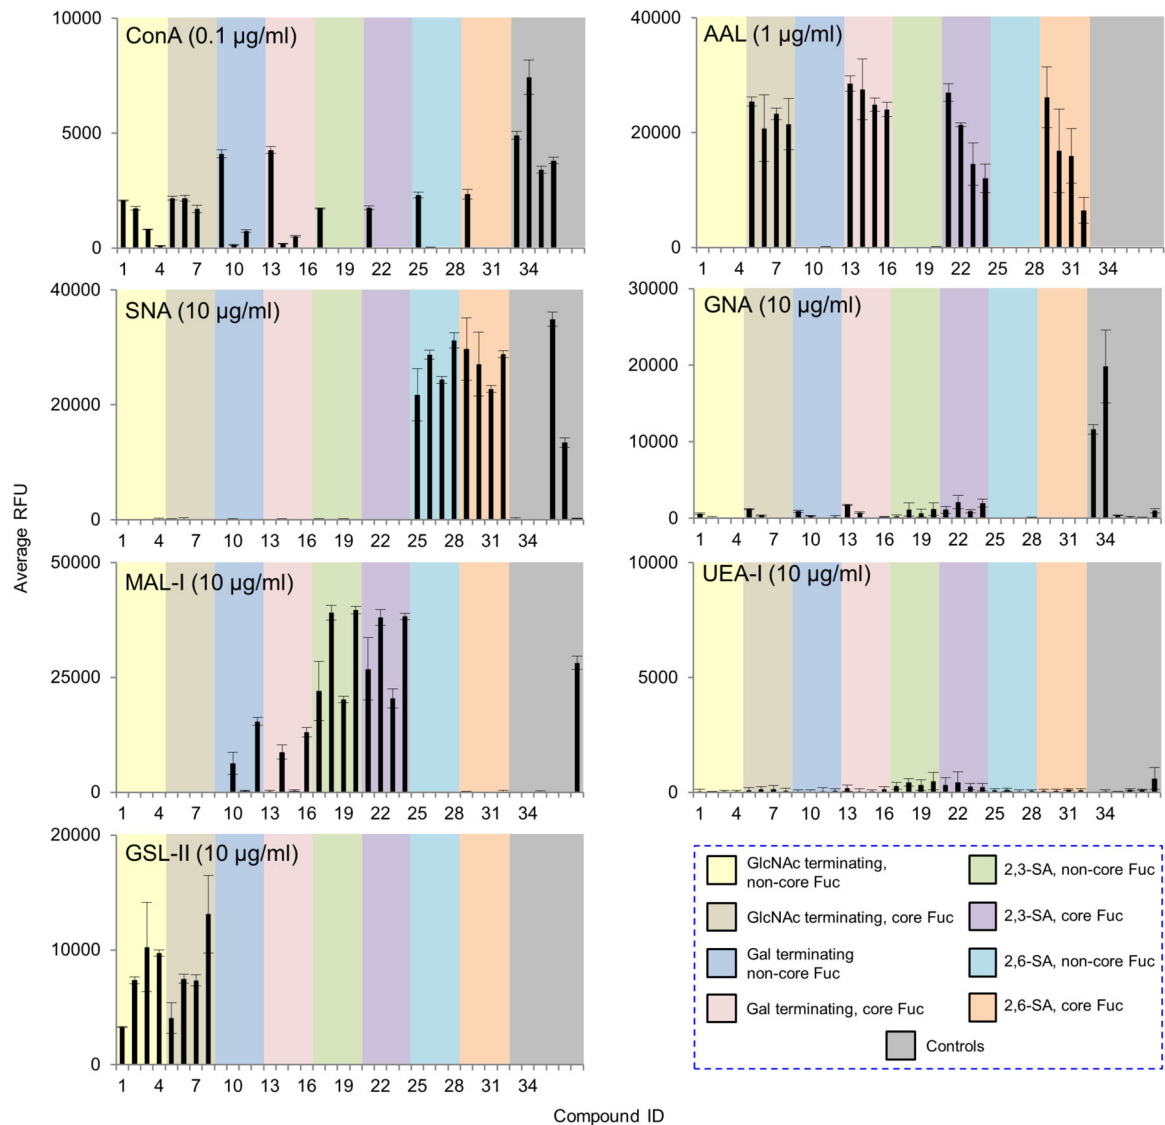 ConA (0.1 µg/ml)
10000
5000
0
1 4 7 10 13 16 19 22 25 28 31 34
AAL (1 µg/ml)
40000
20000
0
1 4 7 10 13 16 19 22 25 28 31 34
SNA (10 µg/ml)
40000
20000
0
1 4 7 10 13 16 19 22 25 28 31 34
GNA (10 µg/ml)
30000
20000
10000
0
1 4 7 10 13 16 19 22 25 28 31 34
Average RFU
MAL-I (10 µg/ml)
50000
25000
0
1 4 7 10 13 16 19 22 25 28 31 34
UEA-I (10 µg/ml)
10000
5000
0
1 4 7 10 13 16 19 22 25 28 31 34
GSL-II (10 µg/ml)
20000
10000
0
1 4 7 10 13 16 19 22 25 28 31 34
GlcNAc terminating,
non-core Fuc
GlcNAc terminating, core Fuc
Gal terminating
non-core Fuc
Gal terminating, core Fuc
2,3-SA, non-core Fuc
2,3-SA, core Fuc
2,6-SA, non-core Fuc
2,6-SA, core Fuc
Controls
Compound ID